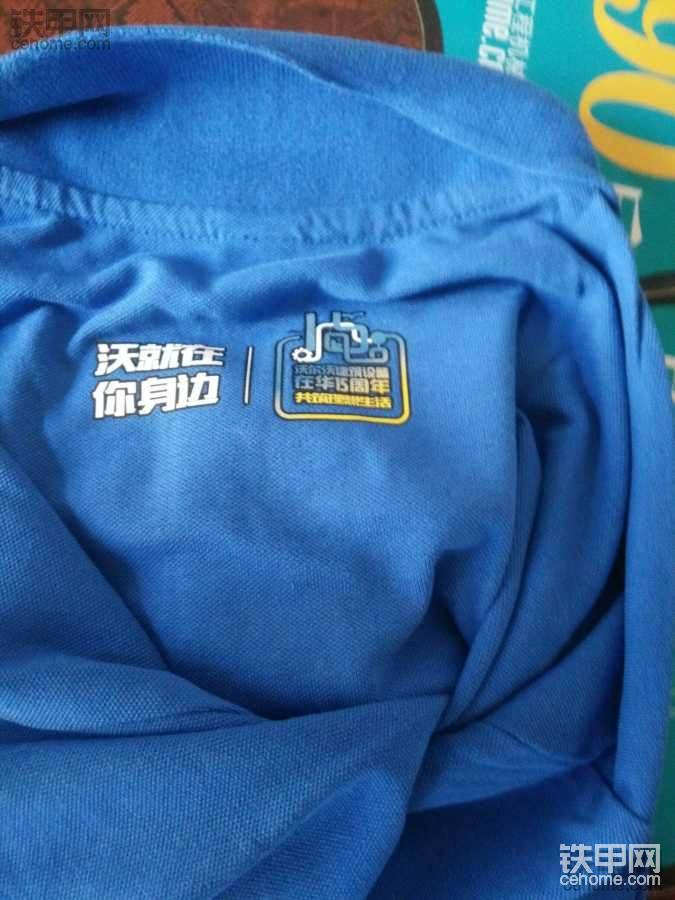 铁甲网
cehome.com
06
沃就在
你身边
沃尔沃建筑设备
在华15周年
共筑理想生活
铁甲网
cehome.com